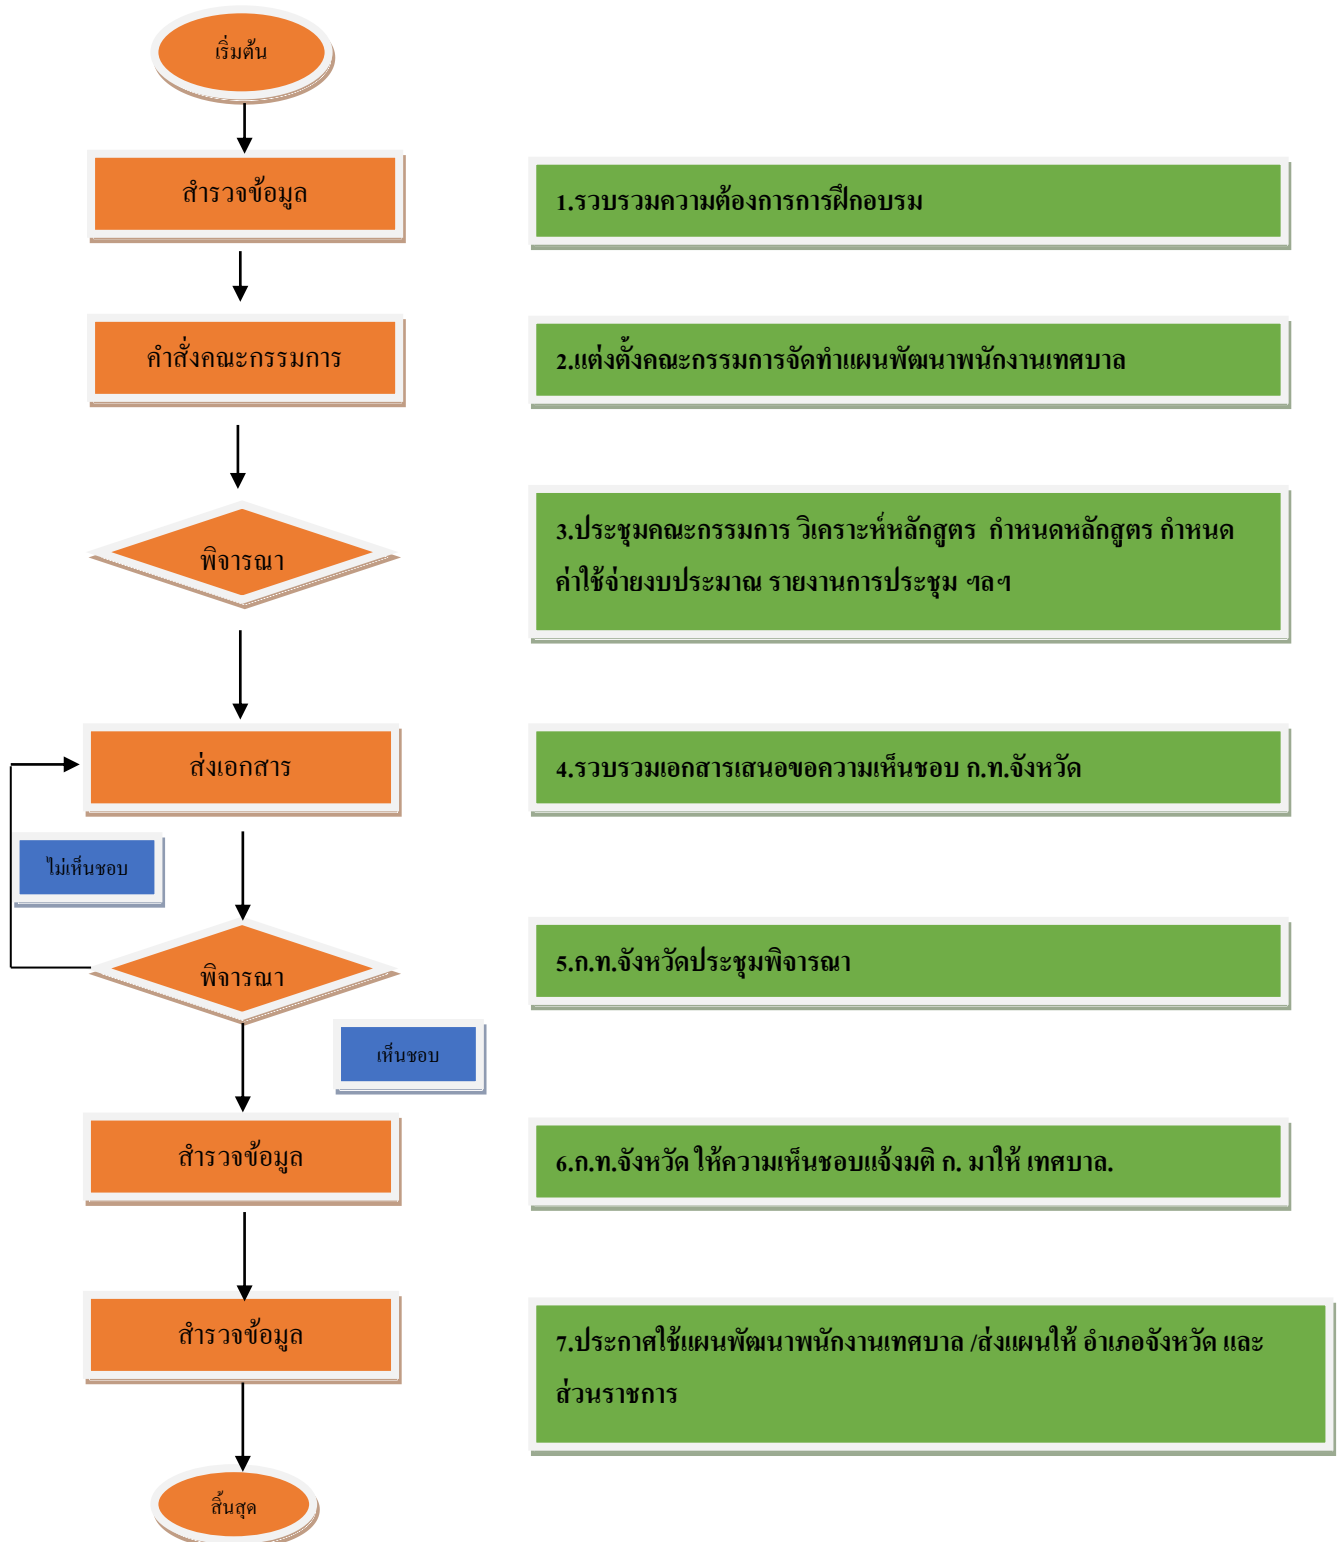 เริ่มต้น
สำรวจข้อมูล
1.รวบรวมความต้องการการฝึกอบรม
คำสั่งคณะกรรมการ
2.แต่งตั้งคณะกรรมการจัดทำแผนพัฒนาพนักงานเทศบาล
พิจารณา
3.ประชุมคณะกรรมการ วิเคราะห์หลักสูตร กำหนดหลักสูตร กำหนด
ค่าใช้จ่ายงบประมาณ รายงานการประชุม ฯลฯ
ส่งเอกสาร
4.รวบรวมเอกสารเสนอขอความเห็นชอบ ก.ท.จังหวัด
ไม่เห็นชอบ
พิจารณา
5.ก.ท.จังหวัดประชุมพิจารณา
เห็นชอบ
สำรวจข้อมูล
6.ก.ท.จังหวัด ให้ความเห็นชอบแจ้งมติ ก. มาให้ เทศบาล.
สำรวจข้อมูล
7.ประกาศใช้แผนพัฒนาพนักงานเทศบาล /ส่งแผนให้ อำเภอจังหวัด และ
ส่วนราชการ
สิ้นสุด